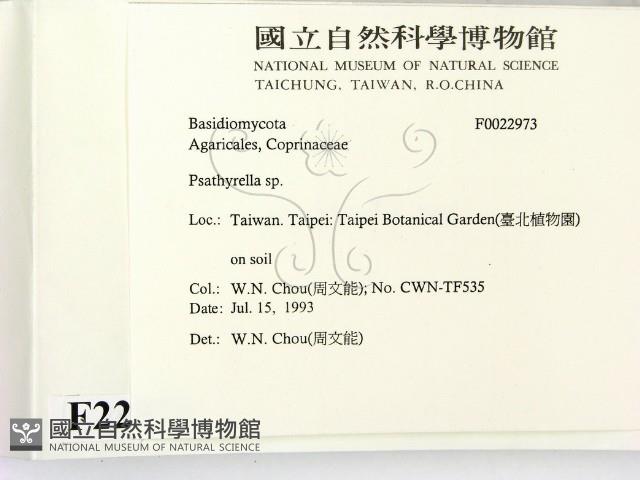 國立自然科學博物館
NATIONAL MUSEUM OF NATURAL SCIENCE
TAICHUNG, TAIWAN, R.O.CHINA
Basidiomycota F0022973
Agaricales, Coprinaceae
Psathyrella sp.
Loc.: Taiwan. Taipei: Taipei Botanical Garden(臺北植物園)
on soil
Col.: W.N. Chou(周文能); No. CWN-TF535
Date: Jul. 15, 1993
Det.: W.N. Chou(周文能)
F22
國立自然科學博物館
NATIONAL MUSEUM OF NATURAL SCIENCE